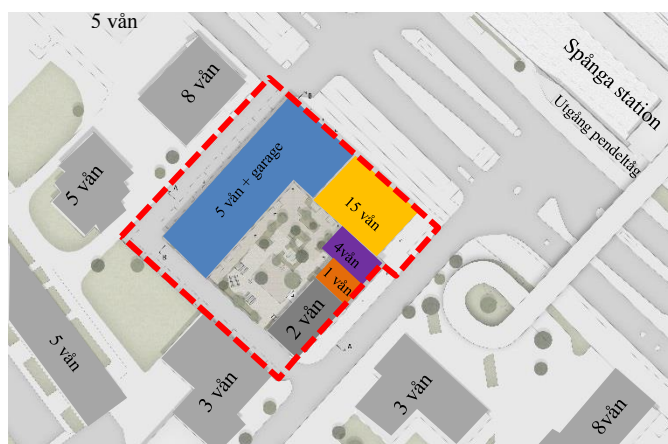 5 vån
8 vån
Spånga station
Utgång pendeltåg
5 vån
5 vån + garage
15 vån
4vån
1 vån
2 vån
5 vån
3 vån
3 vån
8vån